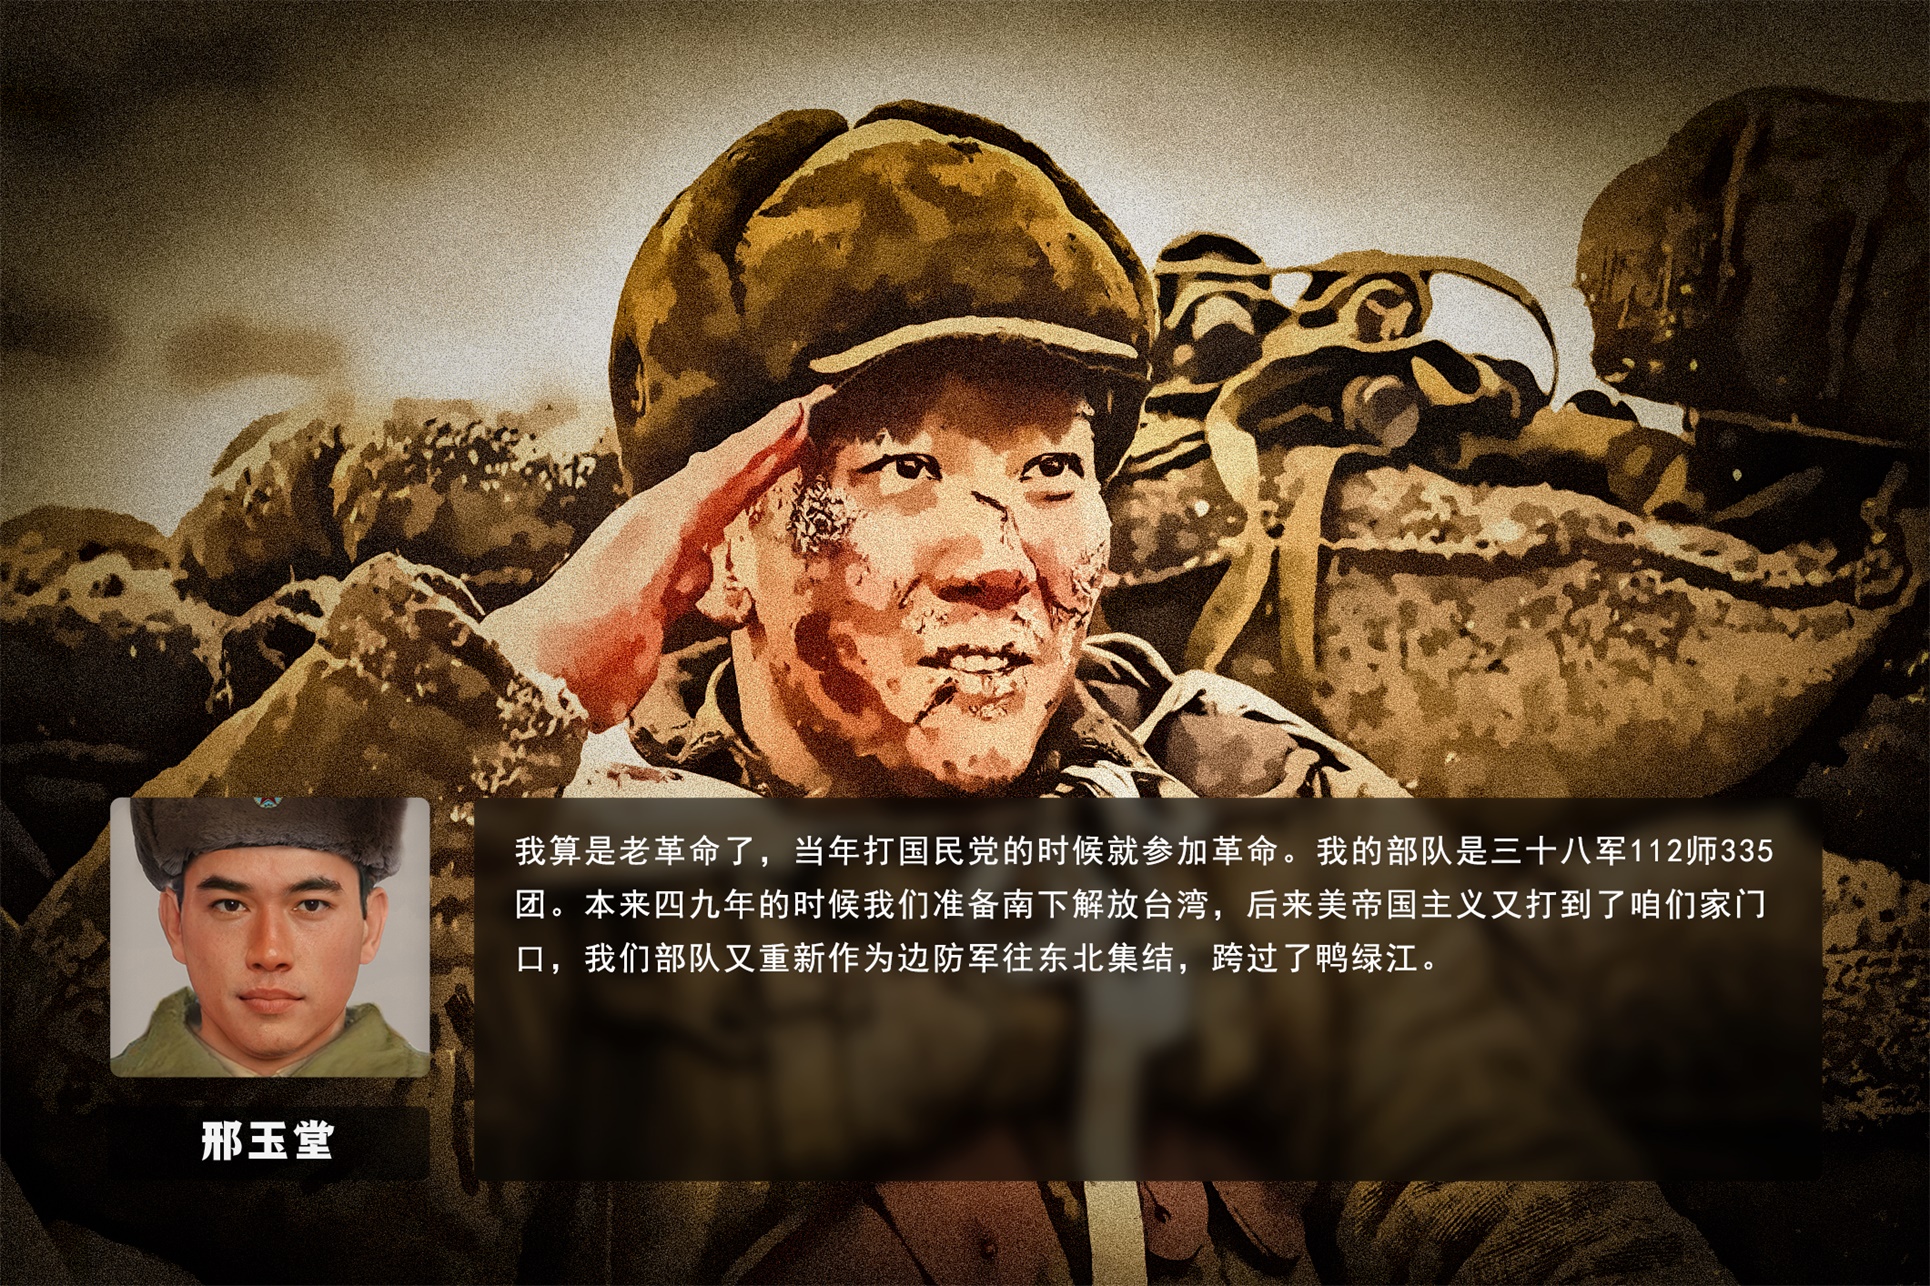 我算是老革命了，当年打国民党的时候就参加革命。我的部队是三十八军112师335
团。本来四九年的时候我们准备南下解放台湾，后来美帝国主义又打到了咱们家门
口，我们部队又重新作为边防军往东北集结，跨过了鸭绿江。
邢玉堂